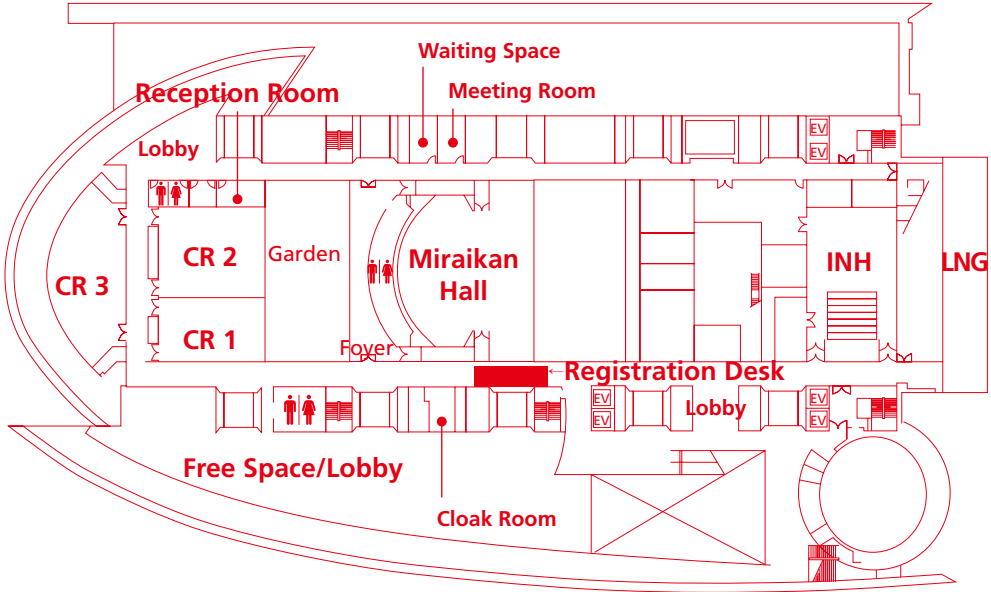 Waiting Space
Reception Room
Meeting Room
EV
Lobby
EV
CR 2
Garden
Miraikan
Hall
INH
LNG
CR 3
CR 1
Foyer
←Registration Desk
EV
Lobby
EV
EV
EV
Free Space/Lobby
Cloak Room